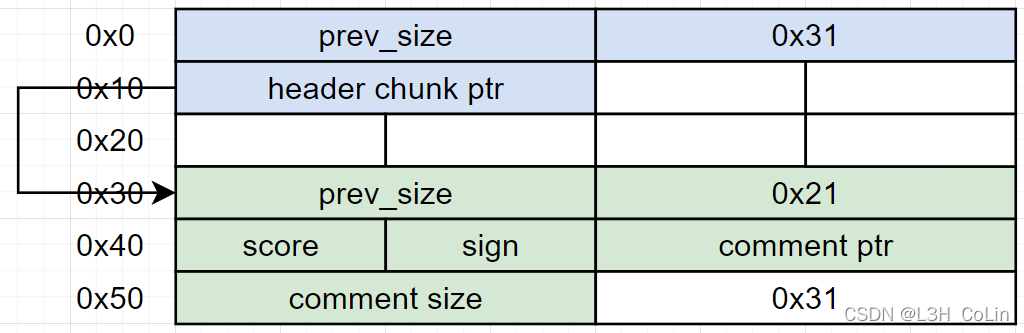 0x0 prev_size 0x31
0x10 header chunk ptr
0x20
0x30 prev_size 0x21
0x40 score sign comment ptr
0x50 comment size 0x31
CSDN @L3H_CoLin